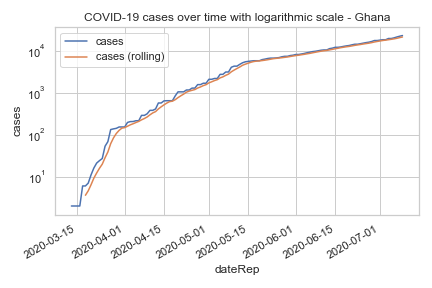 COVID-19 cases over time with logarithmic scale - Ghana
cases
cases (rolling)
10⁴
10³
10²
10¹
cases
2020-03-15
2020-04-01
2020-04-15
2020-05-01
2020-05-15
2020-06-01
2020-06-15
2020-07-01
dateRep